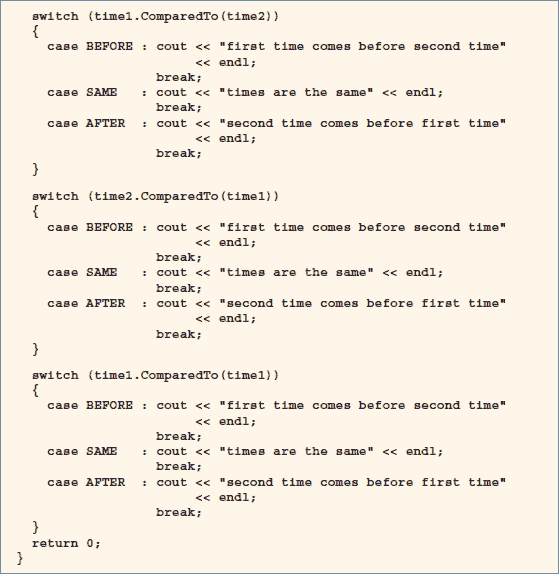 switch (time1.ComparedTo(time2))
{
case BEFORE : cout << "first time comes before second time"
<< endl;
break;
case SAME : cout << "times are the same" << endl;
break;
case AFTER : cout << "second time comes before first time"
<< endl;
break;
}
switch (time2.ComparedTo(time1))
{
case BEFORE : cout << "first time comes before second time"
<< endl;
break;
case SAME : cout << "times are the same" << endl;
break;
case AFTER : cout << "second time comes before first time"
<< endl;
break;
}
switch (time1.ComparedTo(time1))
{
case BEFORE : cout << "first time comes before second time"
<< endl;
break;
case SAME : cout << "times are the same" << endl;
break;
case AFTER : cout << "second time comes before first time"
<< endl;
break;
}
return 0;
}